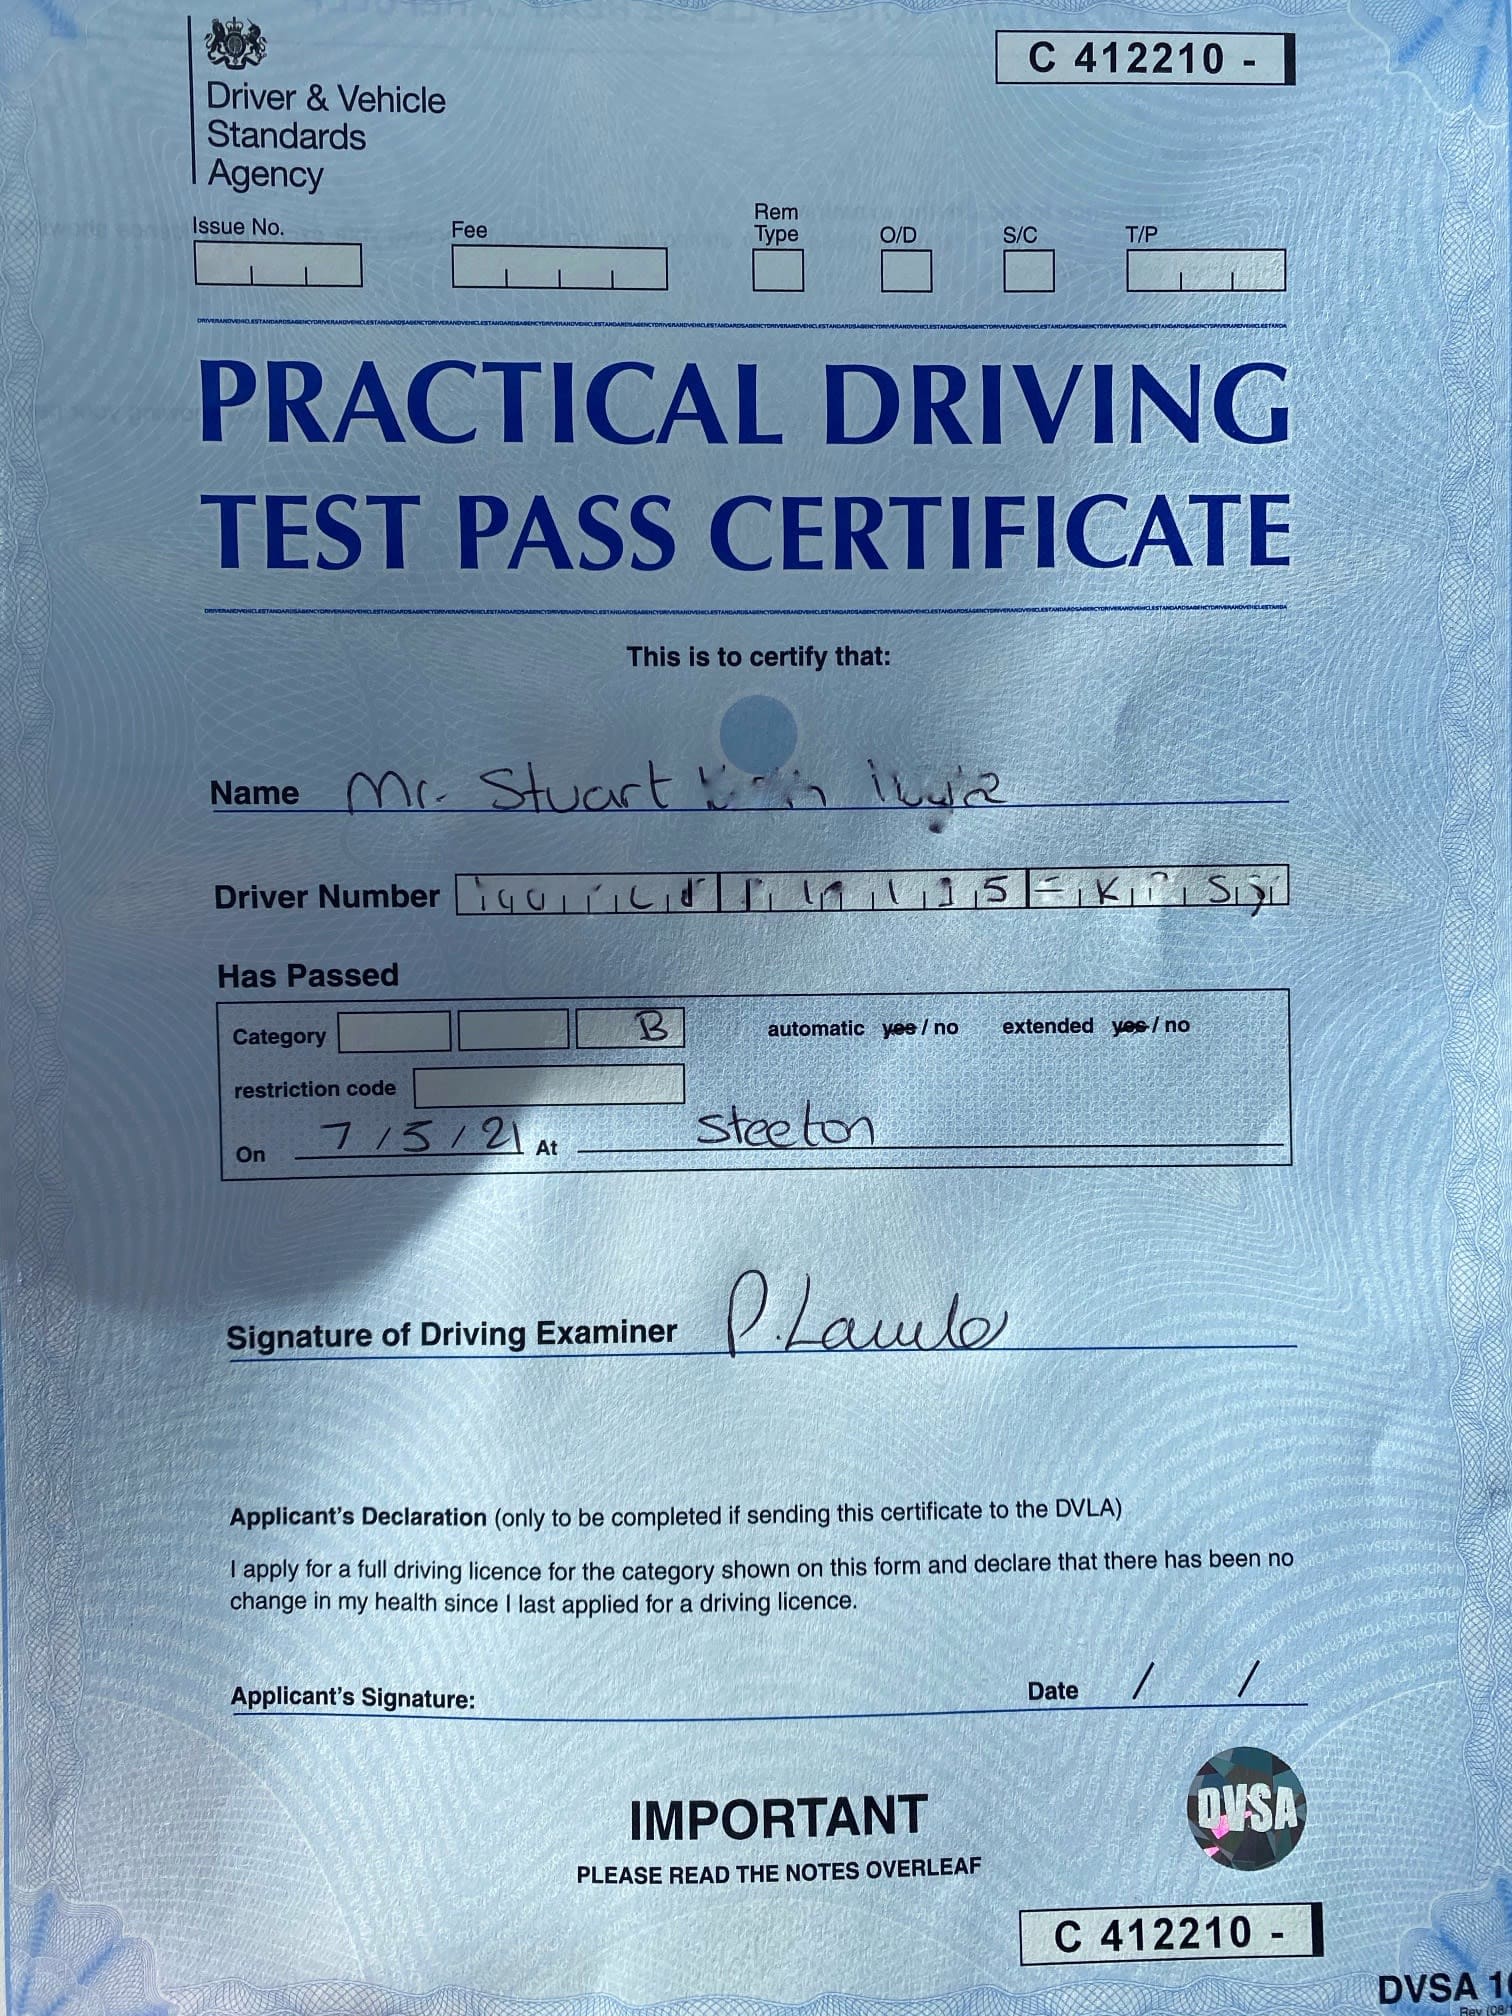 Driver & Vehicle
Standards
Agency
C 412210 -
Issue No.
Fee
Rem
Type
O/D
S/C
T/P
PRACTICAL DRIVING
TEST PASS CERTIFICATE
This is to certify that:
Name Mr. Stuart
Driver Number
Has Passed
Category B automatic yes / no extended yes / no
restriction code
On 7 / 5 / 21 At Steeton
Signature of Driving Examiner P. Lamb
Applicant's Declaration (only to be completed if sending this certificate to the DVLA)
I apply for a full driving licence for the category shown on this form and declare that there has been no
change in my health since I last applied for a driving licence.
Applicant's Signature: Date / /
DVSA
IMPORTANT
PLEASE READ THE NOTES OVERLEAF
C 412210 -
DVSA